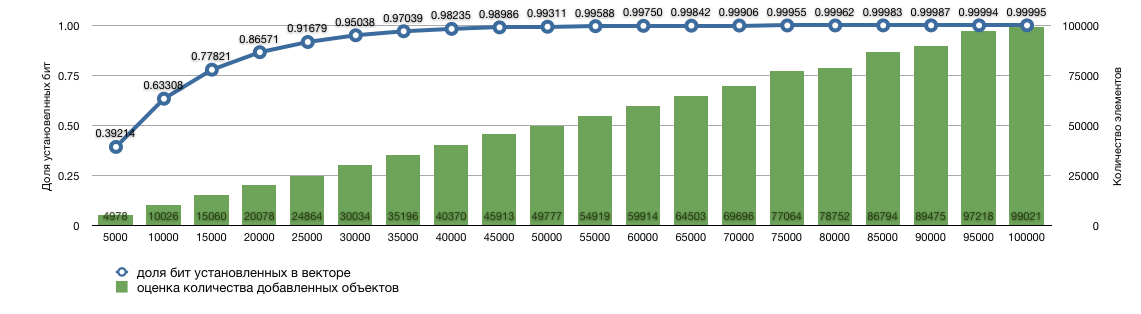 0.39214 0.63308 0.77821 0.86571 0.91679 0.95038 0.97039 0.98235 0.98986 0.99311 0.99588 0.99750 0.99842 0.99906 0.99955 0.99962 0.99983 0.99987 0.99994 0.99995
1.00
0.75
0.50
0.25
0
Доля установелнных бит
100000
75000
50000
25000
0
Количество элементов
4978 10026 15060 20078 24864 30034 35196 40370 45913 49777 54919 59914 64503 69696 77064 78752 86794 89475 97218 99021
5000 10000 15000 20000 25000 30000 35000 40000 45000 50000 55000 60000 65000 70000 75000 80000 85000 90000 95000 100000
доля бит установленных в векторе
оценка количества добавленных объектов